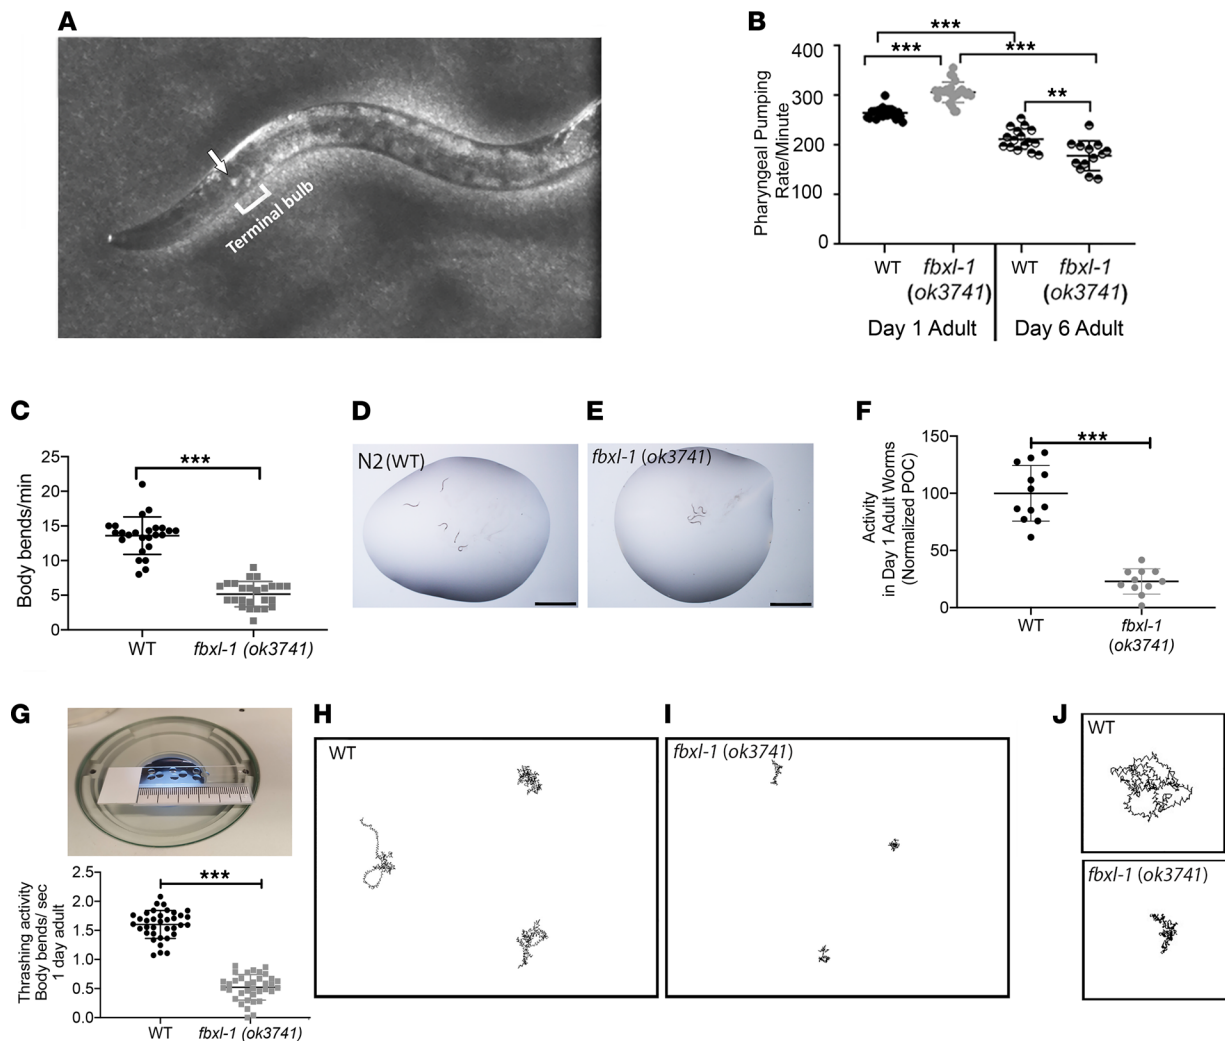 A
Terminal bulb
B
***
***
***
**
400
300
200
100
0
Pharyngeal Pumping
Rate/Minute
WT
fbxl-1
(ok3741)
WT
fbxl-1
(ok3741)
Day 1 Adult
Day 6 Adult
C
***
25
20
15
10
5
0
Body bends/min
WT
fbxl-1 (ok3741)
D
N2 (WT)
E
fbxl-1 (ok3741)
F
***
150
100
50
0
Activity
in Day 1 Adult Worms
(Normalized POC)
WT
fbxl-1
(ok3741)
G
***
2.5
2.0
1.5
1.0
0.5
0.0
Thrashing activity
Body bends/ sec
1 day adult
WT
fbxl-1 (ok3741)
H
WT
I
fbxl-1 (ok3741)
J
WT
fbxl-1 (ok3741)